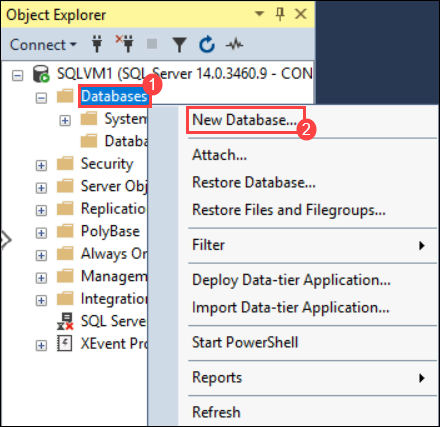 Object Explorer
Connect
SQLVM1 (SQL Server 14.0.3460.9 - CON
Databases
1
System
Databa
Security
Server Obj
Replication
PolyBase
Always On
Managem
Integration
SQL Serve
XEvent Pro
New Database...
2
Attach...
Restore Database...
Restore Files and Filegroups...
Filter
Deploy Data-tier Application...
Import Data-tier Application...
Start PowerShell
Reports
Refresh